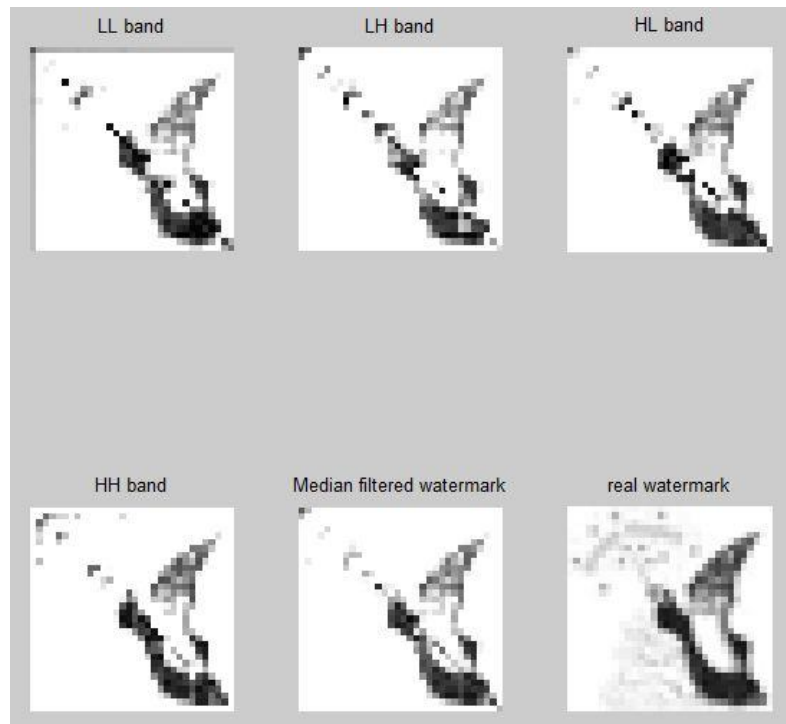 LL band
LH band
HL band
HH band
Median filtered watermark
real watermark